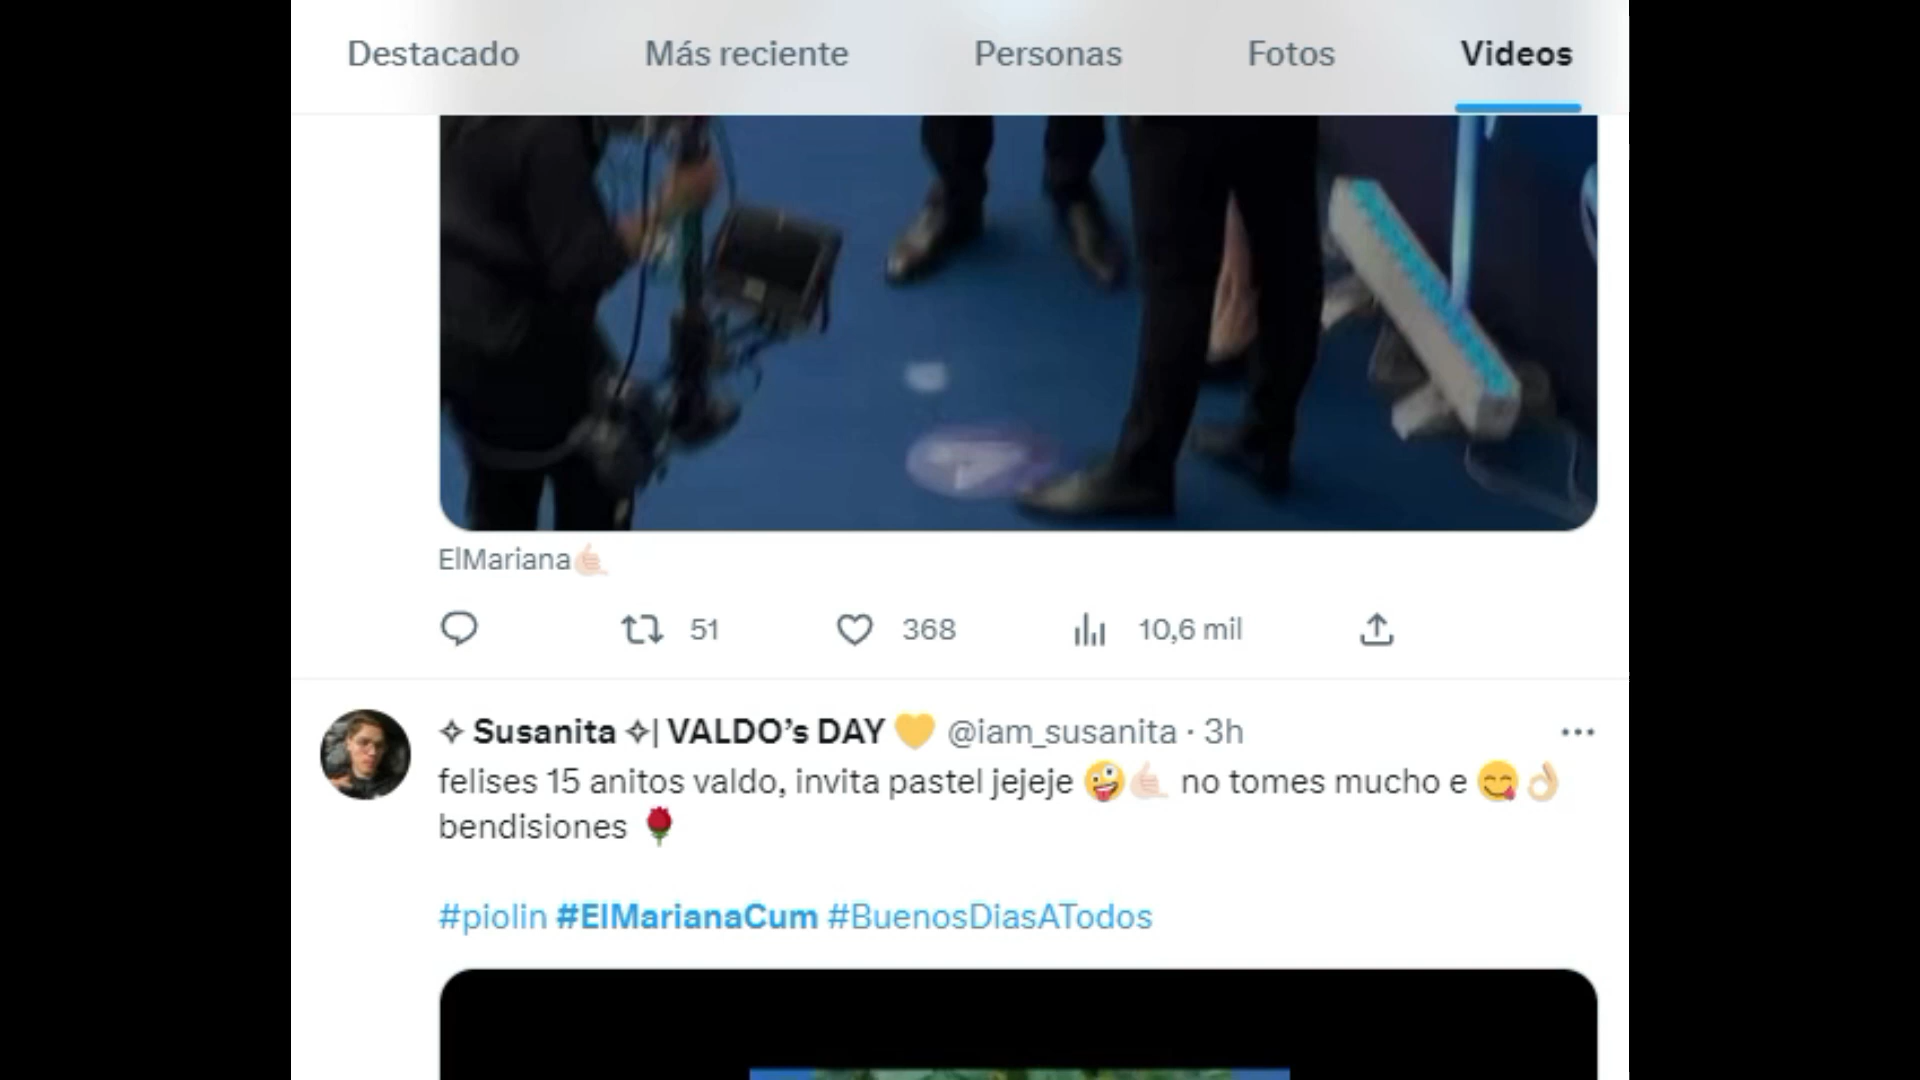 Destacado Más reciente Personas Fotos Videos
ElMariana🤙🏻
51 368 10,6 mil
✧ Susanita ✧| VALDO’s DAY 💛 @iam_susanita · 3h
felises 15 anitos valdo, invita pastel jejeje 🤪🤙🏻 no tomes mucho e 😋👌🏼
bendisiones 🌹
#piolin #ElMarianaCum #BuenosDiasATodos